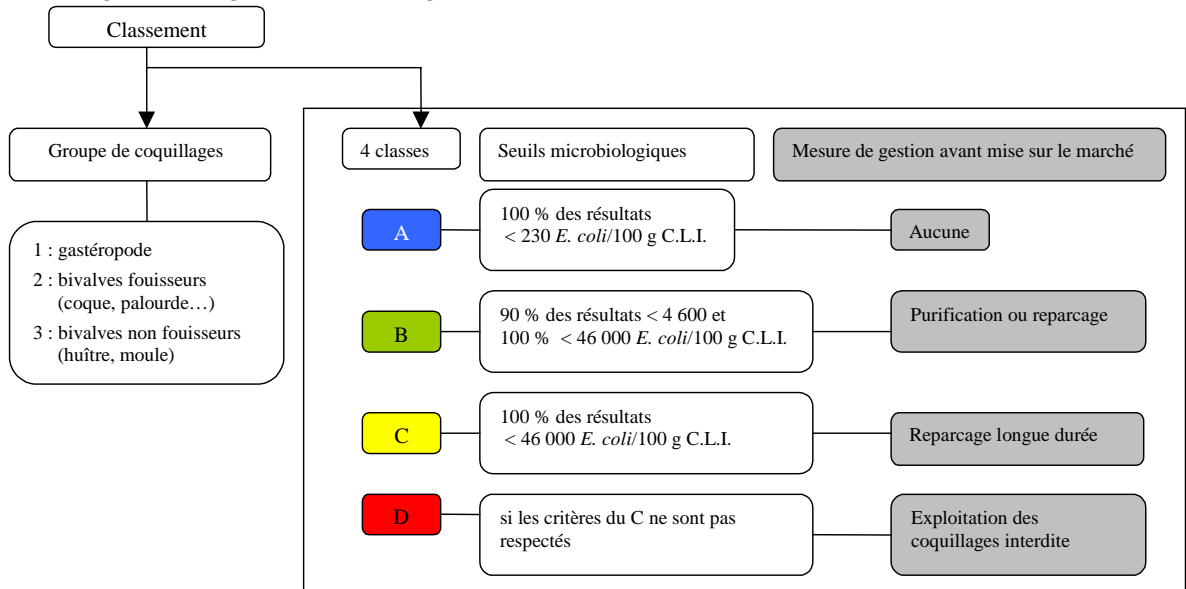 Classement
Groupe de coquillages
4 classes
Seuils microbiologiques
Mesure de gestion avant mise sur le marché
1 : gastéropode
2 : bivalves fouisseurs
(coque, palourde…)
3 : bivalves non fouisseurs
(huître, moule)
A
100 % des résultats
< 230 E. coli/100 g C.L.I.
Aucune
B
90 % des résultats < 4 600 et
100 % < 46 000 E. coli/100 g C.L.I.
Purification ou reparcage
C
100 % des résultats
< 46 000 E. coli/100 g C.L.I.
Reparcage longue durée
D
si les critères du C ne sont pas
respectés
Exploitation des
coquillages interdite